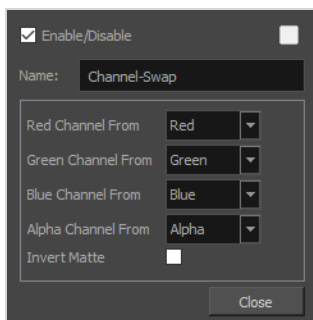 Enable/Disable
Name: Channel-Swap
Red Channel From Red
Green Channel From Green
Blue Channel From Blue
Alpha Channel From Alpha
Invert Matte
Close